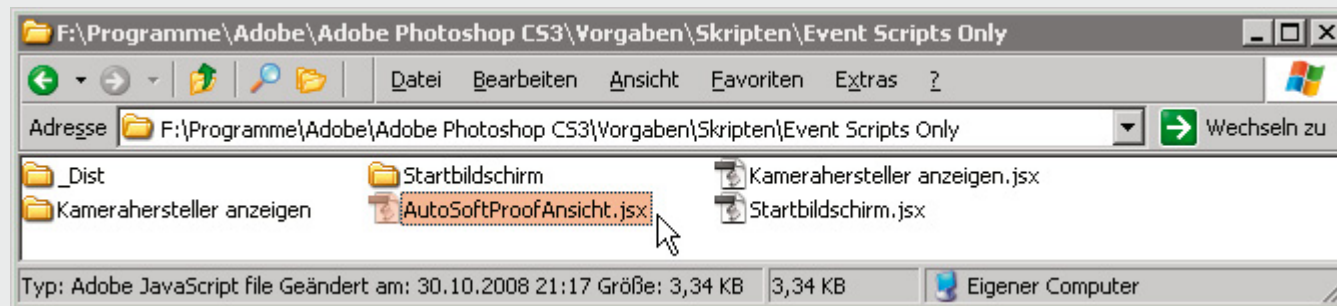 F:\Programme\Adobe\Adobe Photoshop CS3\Vorgaben\Skripten\Event Scripts Only
Datei Bearbeiten Ansicht Favoriten Extras ?
Adresse F:\Programme\Adobe\Adobe Photoshop CS3\Vorgaben\Skripten\Event Scripts Only Wechseln zu
_Dist Startbildschirm Kamerahersteller anzeigen.jsx
Kamerahersteller anzeigen AutoSoftProofAnsicht.jsx Startbildschirm.jsx
Typ: Adobe JavaScript file Geändert am: 30.10.2008 21:17 Größe: 3,34 KB 3,34 KB Eigener Computer